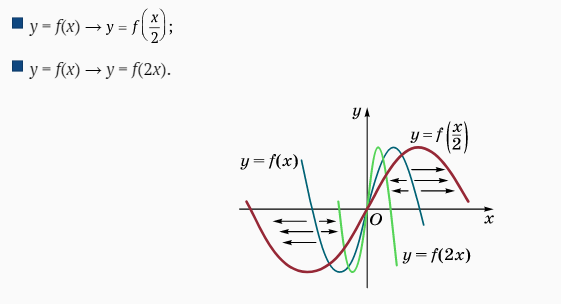 y = f(x) → y = f(x/2);
y = f(x) → y = f(2x).
y
y = f(x/2)
y = f(x)
O
x
y = f(2x)